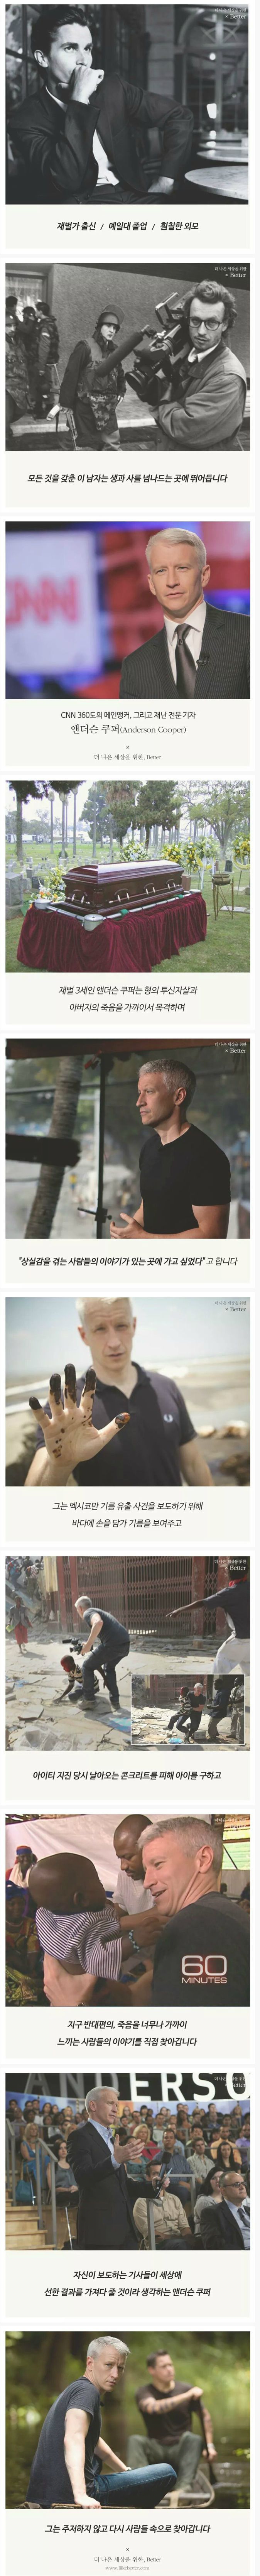 더 나은 세상을 위한
× Better
재벌가 출신 / 예일대 졸업 / 훤칠한 외모
더 나은 세상을 위한
× Better
모든 것을 갖춘 이 남자는 생과 사를 넘나드는 곳에 뛰어듭니다
CNN 360도의 메인앵커, 그리고 재난 전문 기자
앤더슨 쿠퍼(Anderson Cooper)
×
더 나은 세상을 위한, Better
재벌 3세인 앤더슨 쿠퍼는 형의 투신자살과
아버지의 죽음을 가까이서 목격하며
더 나은 세상을 위한
× Better
"상실감을 겪는 사람들의 이야기가 있는 곳에 가고 싶었다" 고 합니다
더 나은 세상을 위한
× Better
그는 멕시코만 기름 유출 사건을 보도하기 위해
바다에 손을 담가 기름을 보여주고
더 나은 세상을 위한
× Better
아이티 지진 당시 날아오는 콘크리트를 피해 아이를 구하고
60
MINUTES
지구 반대편의, 죽음을 너무나 가까이
느끼는 사람들의 이야기를 직접 찾아갑니다
ANDERSO
× Better
자신이 보도하는 기사들이 세상에
선한 결과를 가져다 줄 것이라 생각하는 앤더슨 쿠퍼
그는 주저하지 않고 다시 사람들 속으로 찾아갑니다
×
더 나은 세상을 위한, Better